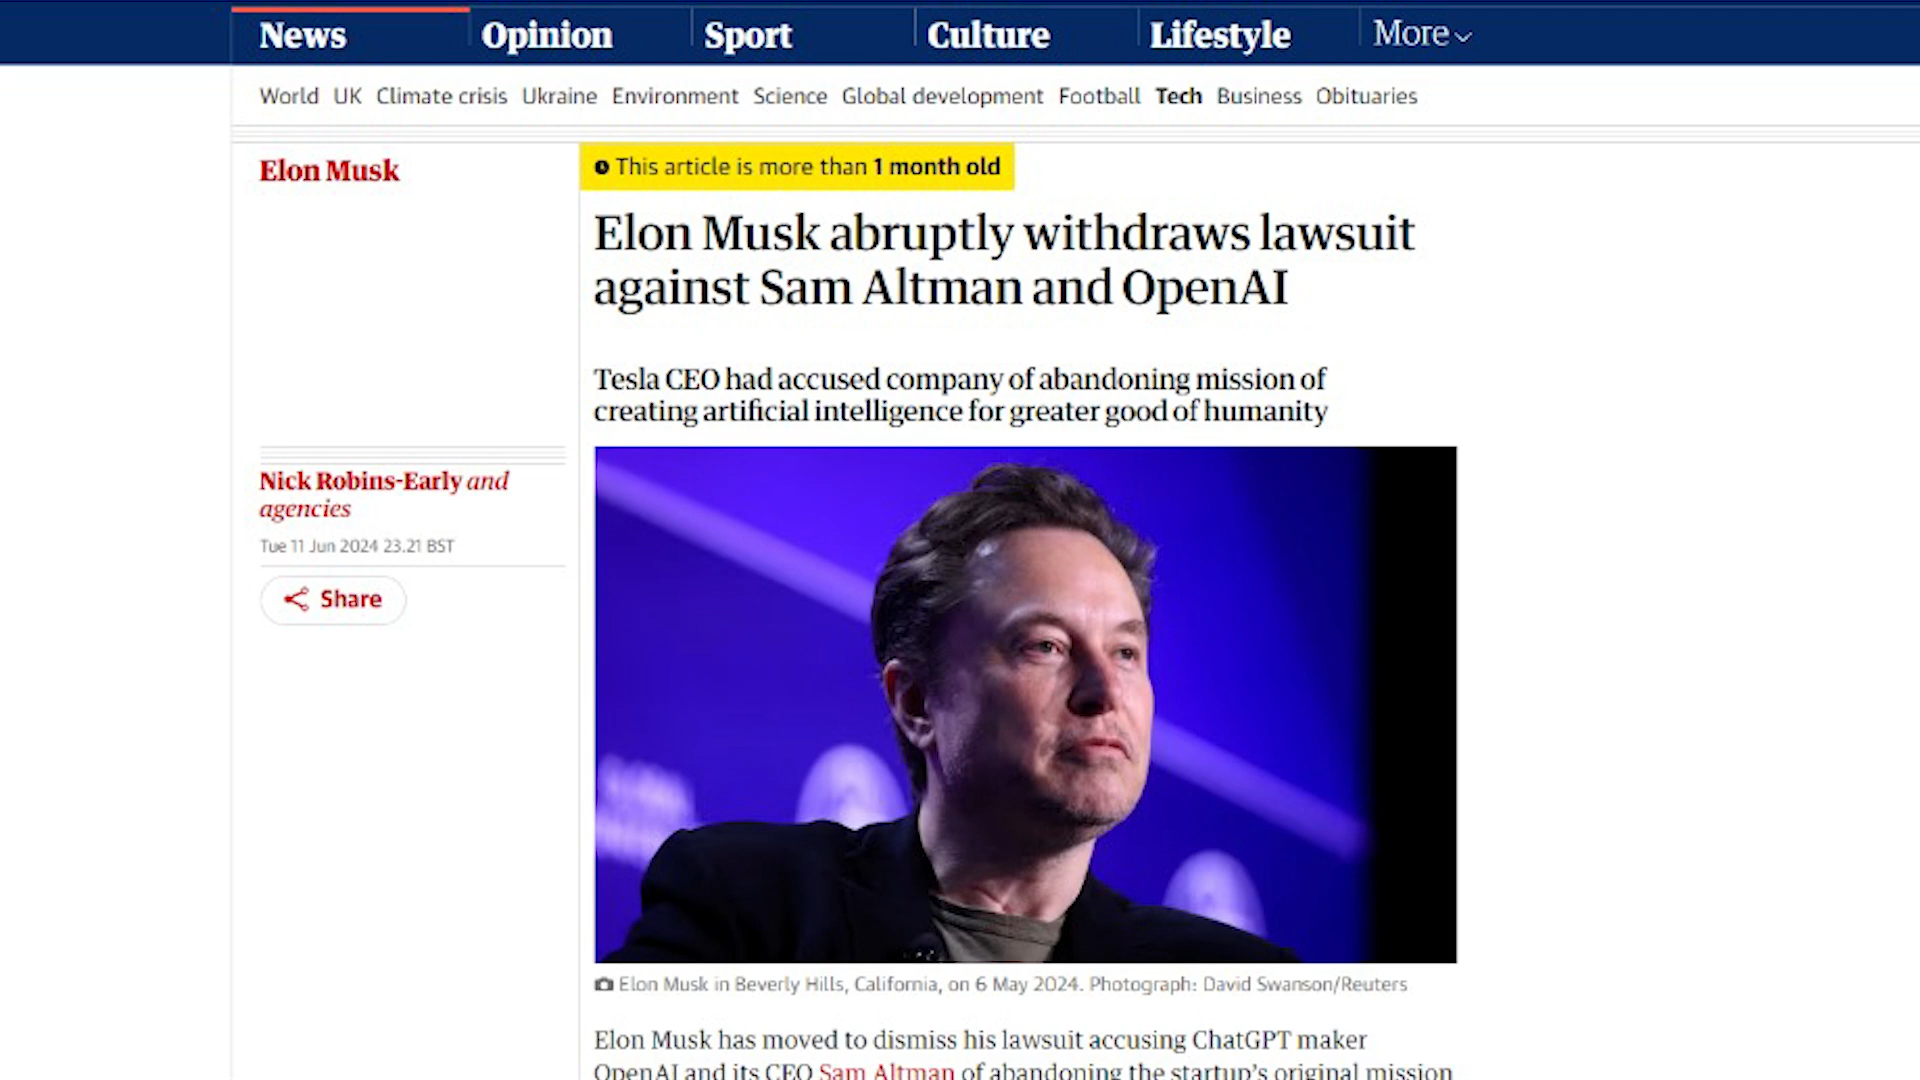 News Opinion Sport Culture Lifestyle More
World UK Climate crisis Ukraine Environment Science Global development Football Tech Business Obituaries
Elon Musk
This article is more than 1 month old
Elon Musk abruptly withdraws lawsuit
against Sam Altman and OpenAI
Tesla CEO had accused company of abandoning mission of
creating artificial intelligence for greater good of humanity
Nick Robins-Early and
agencies
Tue 11 Jun 2024 23.21 BST
Share
Elon Musk in Beverly Hills, California, on 6 May 2024. Photograph: David Swanson/Reuters
Elon Musk has moved to dismiss his lawsuit accusing ChatGPT maker
OpenAI and its CEO Sam Altman of abandoning the startup's original mission